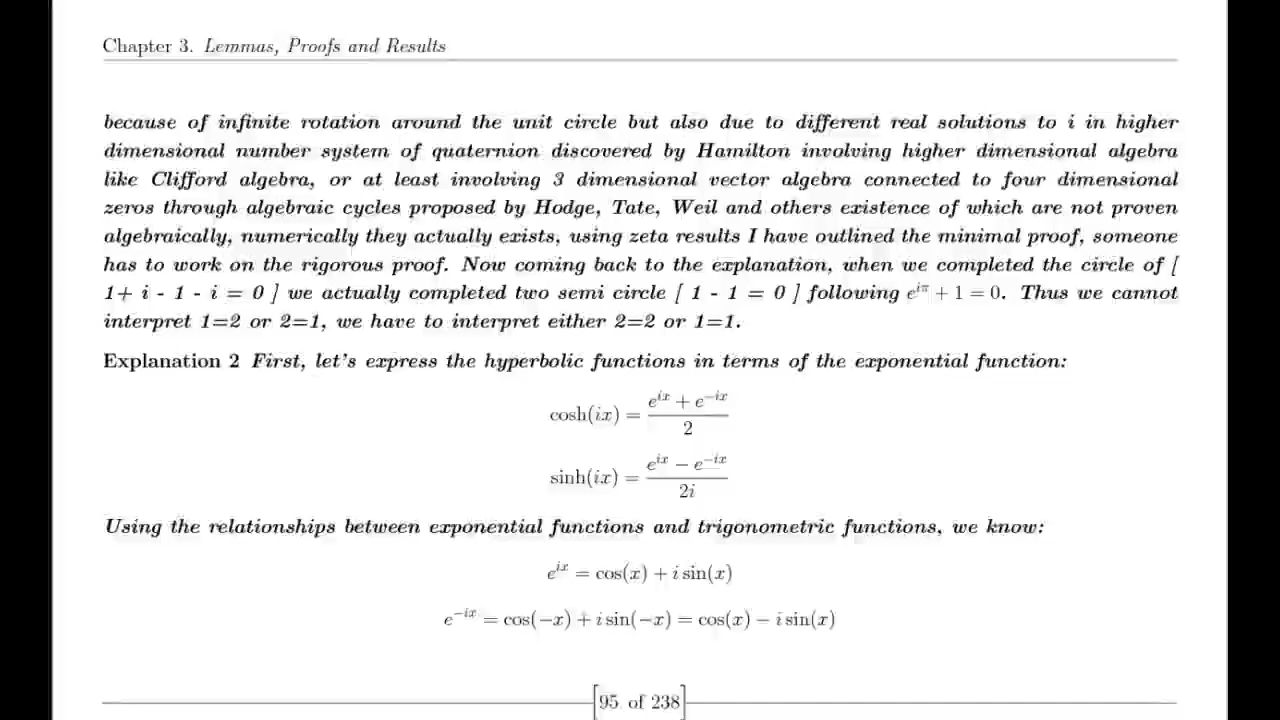 Chapter 3. Lemmas, Proofs and Results
because of infinite rotation around the unit circle but also due to different real solutions to i in higher
dimensional number system of quaternion discovered by Hamilton involving higher dimensional algebra
like Clifford algebra, or at least involving 3 dimensional vector algebra connected to four dimensional
zeros through algebraic cycles proposed by Hodge, Tate, Weil and others existence of which are not proven
algebraically, numerically they actually exists, using zeta results I have outlined the minimal proof, someone
has to work on the rigorous proof. Now coming back to the explanation, when we completed the circle of [
1+ i - 1 - i = 0 ] we actually completed two semi circle [ 1 - 1 = 0 ] following e^{iπ} + 1 = 0. Thus we cannot
interpret 1=2 or 2=1, we have to interpret either 2=2 or 1=1.
Explanation 2 First, let's express the hyperbolic functions in terms of the exponential function:
cosh(ix) = \frac{e^{ix} + e^{-ix}}{2}
sinh(ix) = \frac{e^{ix} − e^{-ix}}{2i}
Using the relationships between exponential functions and trigonometric functions, we know:
e^{ix} = cos(x) + i sin(x)
e^{-ix} = cos(−x) + i sin(−x) = cos(x) − i sin(x)
[95 of 238]